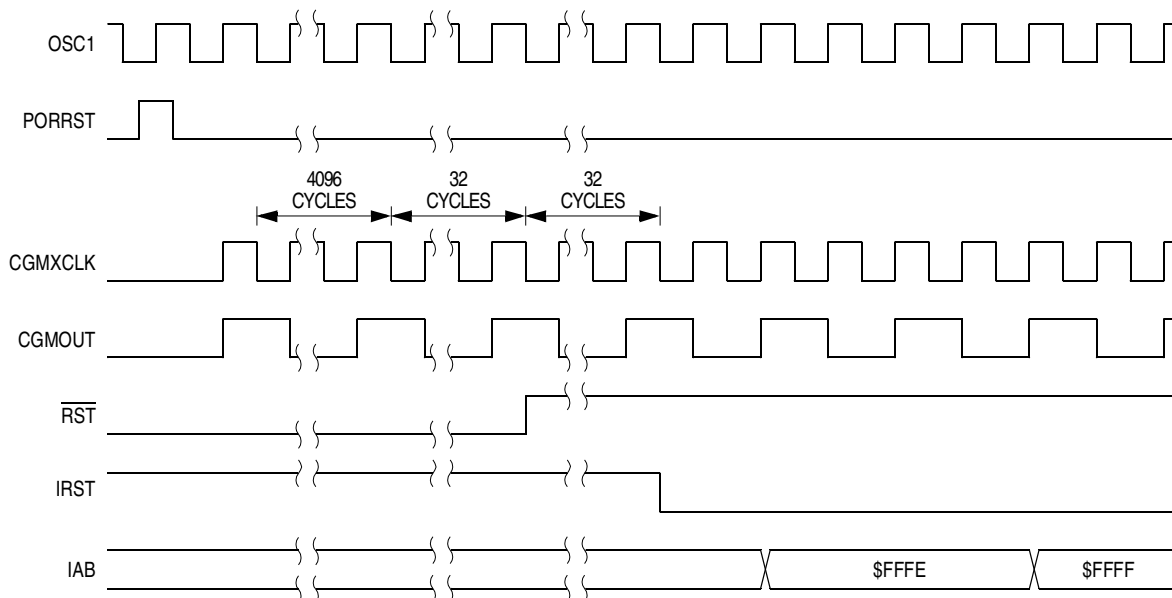 OSC1
PORRST
4096
CYCLES
32
CYCLES
32
CYCLES
CGMXCLK
CGMOUT
RST
IRST
IAB
$FFFE
$FFFF